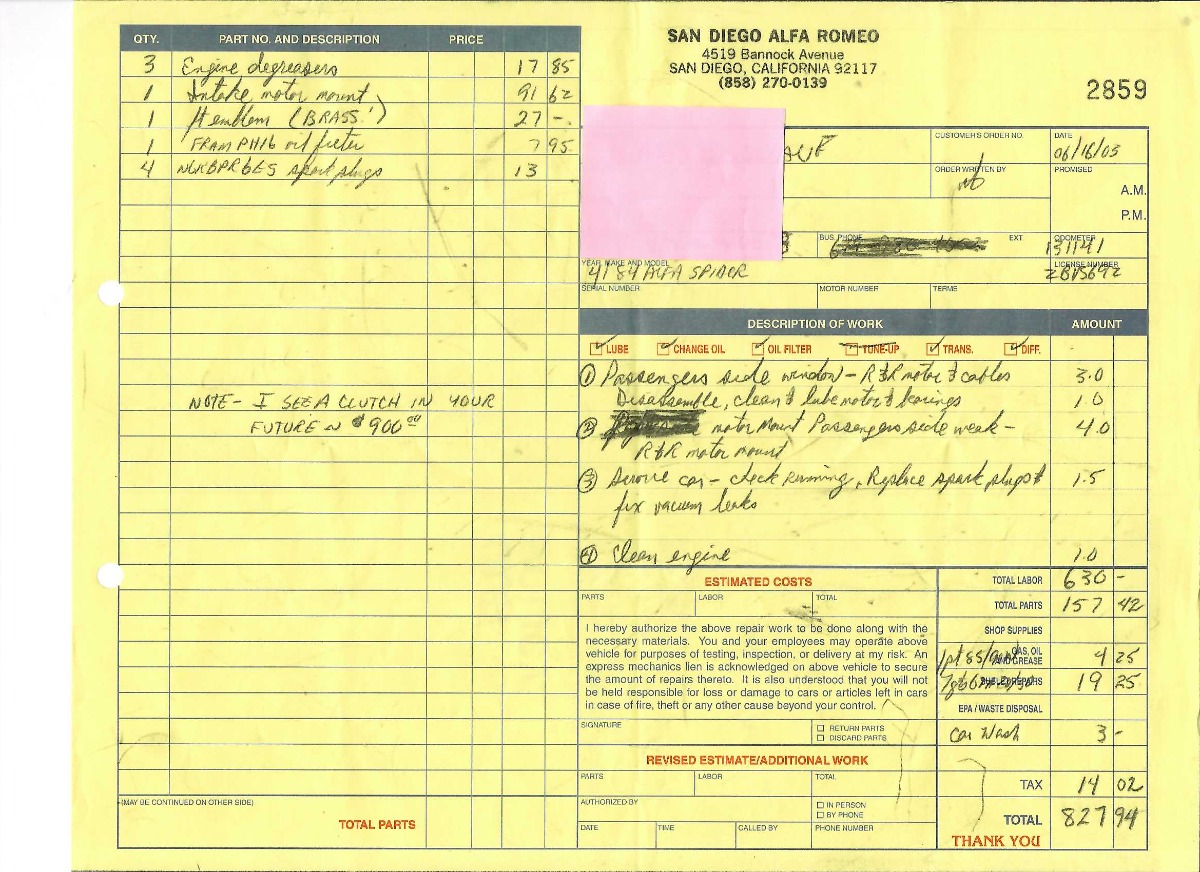 SAN DIEGO ALFA ROMEO
4519 Bannock Avenue
SAN DIEGO, CALIFORNIA 92117
(858) 270-0139
2859
QTY. PART NO. AND DESCRIPTION PRICE
3 Engine degreasers 17 85
1 Intake motor mount 91 62
1 emblem (BRASS) 27 -
1 FRAM PH16 oil filter 7 95
4 spark plugs 13
NOTE - I SEE A CLUTCH IN YOUR
FUTURE $900.00
(MAY BE CONTINUED ON OTHER SIDE)
TOTAL PARTS
CUSTOMER'S ORDER NO.
DATE
06/16/03
ORDER WRITTEN BY
PROMISED
A.M.
P.M.
BUS. PHONE
EXT.
ODOMETER
131141
YEAR, MAKE AND MODEL
84 ALFA SPIDER
LICENSE NUMBER
SERIAL NUMBER
MOTOR NUMBER
TERMS
DESCRIPTION OF WORK AMOUNT
LUBE CHANGE OIL OIL FILTER TUNE-UP TRANS. DIFF.
① Passengers side window - R&R motor & cables 3.0
Disassemble, clean & lube motor & bearings 1.0
② motor mount Passengers side weak - 4.0
R&R motor mount
③ Service car - check running, Replace spark plugs & 1.5
fix vacuum leaks
④ Clean engine 1.0
ESTIMATED COSTS
PARTS LABOR TOTAL
I hereby authorize the above repair work to be done along with the
necessary materials. You and your employees may operate above
vehicle for purposes of testing, inspection, or delivery at my risk. An
express mechanics lien is acknowledged on above vehicle to secure
the amount of repairs thereto. It is also understood that you will not
be held responsible for loss or damage to cars or articles left in cars
in case of fire, theft or any other cause beyond your control.
SIGNATURE
RETURN PARTS
DISCARD PARTS
REVISED ESTIMATE/ADDITIONAL WORK
PARTS LABOR TOTAL
AUTHORIZED BY
IN PERSON
BY PHONE
DATE TIME CALLED BY PHONE NUMBER
TOTAL LABOR 630 -
TOTAL PARTS 157 42
SHOP SUPPLIES
GAS, OIL
AND GREASE 4 25
SUBLET REPAIRS 19 25
EPA / WASTE DISPOSAL
Car Wash 3 -
TAX 14 02
TOTAL 827 94
THANK YOU